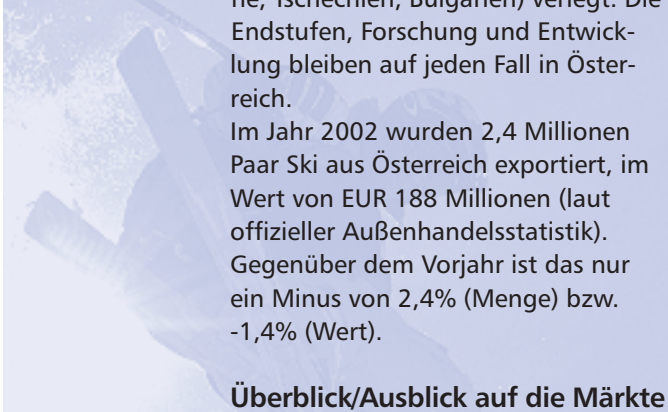 ne, Tschechien, Bulgarien) verlegt. Die
Endstufen, Forschung und Entwick-
lung bleiben auf jeden Fall in Öster-
reich.
Im Jahr 2002 wurden 2,4 Millionen
Paar Ski aus Österreich exportiert, im
Wert von EUR 188 Millionen (laut
offizieller Außenhandelsstatistik).
Gegenüber dem Vorjahr ist das nur
ein Minus von 2,4% (Menge) bzw.
-1,4% (Wert).
Überblick/Ausblick auf die Märkte